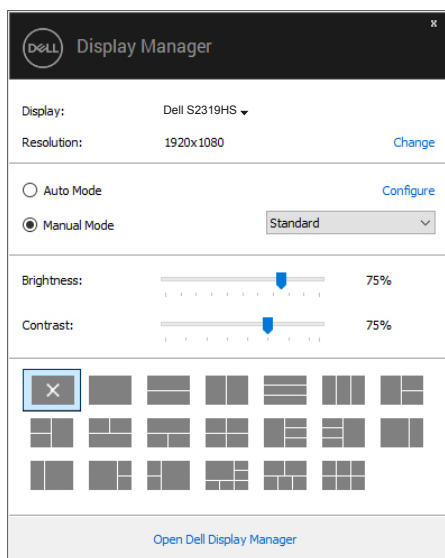 x
DELL Display Manager
Display: Dell S2319HS
Resolution: 1920x1080 Change
Auto Mode Configure
Manual Mode Standard
Brightness: 75%
Contrast: 75%
Open Dell Display Manager